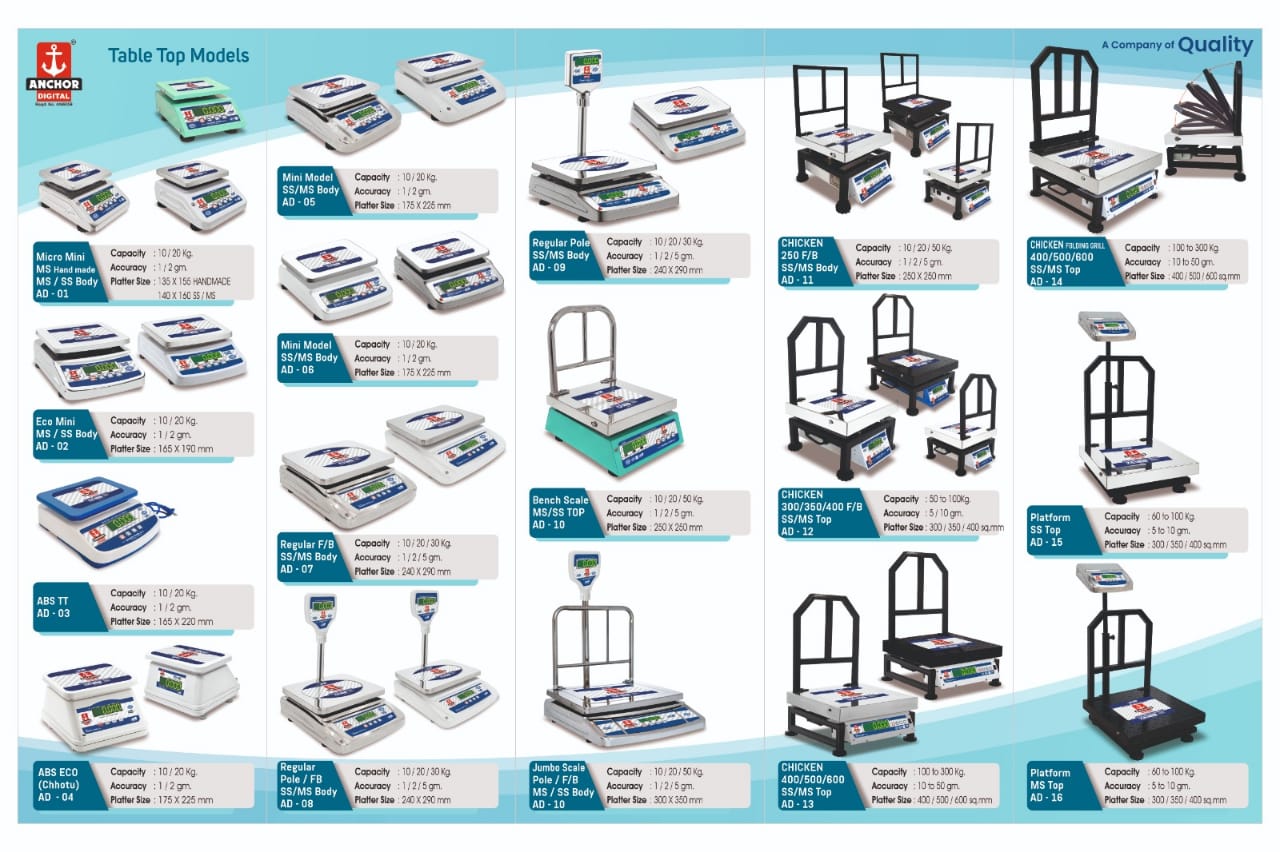 ANCHOR
DIGITAL
Table Top Models
A Company of Quality
Micro Mini
MS Hand made
MS / SS Body
AD - 01
Capacity : 10 / 20 Kg.
Accuracy : 1 / 2 gm.
Platter Size : 135 X 155 HANDMADE
140 X 160 SS / MS
Eco Mini
MS / SS Body
AD - 02
Capacity : 10 / 20 Kg.
Accuracy : 1 / 2 gm.
Platter Size : 165 X 190 mm
ABS TT
AD - 03
Capacity : 10 / 20 Kg.
Accuracy : 1 / 2 gm.
Platter Size : 165 X 220 mm
ABS ECO
(Chhotu)
AD - 04
Capacity : 10 / 20 Kg.
Accuracy : 1 / 2 gm.
Platter Size : 175 X 225 mm
Mini Model
SS/MS Body
AD - 05
Capacity : 10 / 20 Kg.
Accuracy : 1 / 2 gm.
Platter Size : 175 X 225 mm
Mini Model
SS/MS Body
AD - 06
Capacity : 10 / 20 Kg.
Accuracy : 1 / 2 gm.
Platter Size : 175 X 225 mm
Regular F/B
SS/MS Body
AD - 07
Capacity : 10 / 20 / 30 Kg.
Accuracy : 1 / 2 / 5 gm.
Platter Size : 240 X 290 mm
Regular
Pole / FB
SS/MS Body
AD - 08
Capacity : 10 / 20 / 30 Kg.
Accuracy : 1 / 2 / 5 gm.
Platter Size : 240 X 290 mm
Regular Pole
SS/MS Body
AD - 09
Capacity : 10 / 20 / 30 Kg.
Accuracy : 1 / 2 / 5 gm.
Platter Size : 240 X 290 mm
Bench Scale
MS/SS TOP
AD - 10
Capacity : 10 / 20 / 50 Kg.
Accuracy : 1 / 2 / 5 gm.
Platter Size : 250 X 250 mm
Jumbo Scale
Pole / F/B
MS / SS Body
AD - 10
Capacity : 10 / 20 / 50 Kg.
Accuracy : 1 / 2 / 5 gm.
Platter Size : 300 X 350 mm
CHICKEN
250 F/B
SS/MS Body
AD - 11
Capacity : 10 / 20 / 50 Kg.
Accuracy : 1 / 2 / 5 gm.
Platter Size : 250 X 250 mm
CHICKEN
300/350/400 F/B
SS/MS Top
AD - 12
Capacity : 50 to 100Kg.
Accuracy : 5 / 10 gm.
Platter Size : 300 / 350 / 400 sq.mm
CHICKEN
400/500/600
SS/MS Top
AD - 13
Capacity : 100 to 300 Kg.
Accuracy : 10 to 50 gm.
Platter Size : 400 / 500 / 600 sq.mm
CHICKEN FOLDING GRILL
400/500/600
SS/MS Top
AD - 14
Capacity : 100 to 300 Kg.
Accuracy : 10 to 50 gm.
Platter Size : 400 / 500 / 600 sq.mm
Platform
SS Top
AD - 15
Capacity : 60 to 100 Kg.
Accuracy : 5 to 10 gm.
Platter Size : 300 / 350 / 400 sq.mm
Platform
MS Top
AD - 16
Capacity : 60 to 100 Kg.
Accuracy : 5 to 10 gm.
Platter Size : 300 / 350 / 400 sq.mm